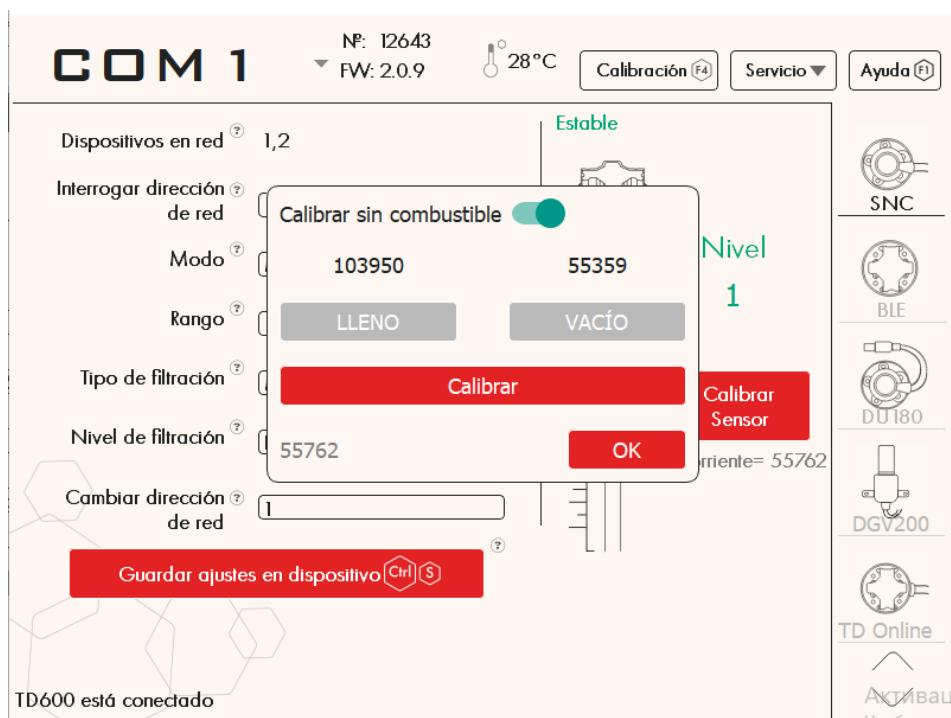 COM 1
Nº: 12643
FW: 2.0.9
28°C
Calibración F4
Servicio
Ayuda F1
Dispositivos en red ?
1,2
Interrogar dirección ?
de red
Modo ?
Rango ?
Tipo de filtración ?
Nivel de filtración ?
Cambiar dirección ?
de red
1
?
Guardar ajustes en dispositivo Ctrl S
TD600 está conectado
Estable
Calibrar sin combustible
103950
55359
LLENO
VACÍO
Calibrar
55762
OK
Nivel
1
Calibrar
Sensor
rriente= 55762
SNC
BLE
DU180
DGV200
TD Online
Активац